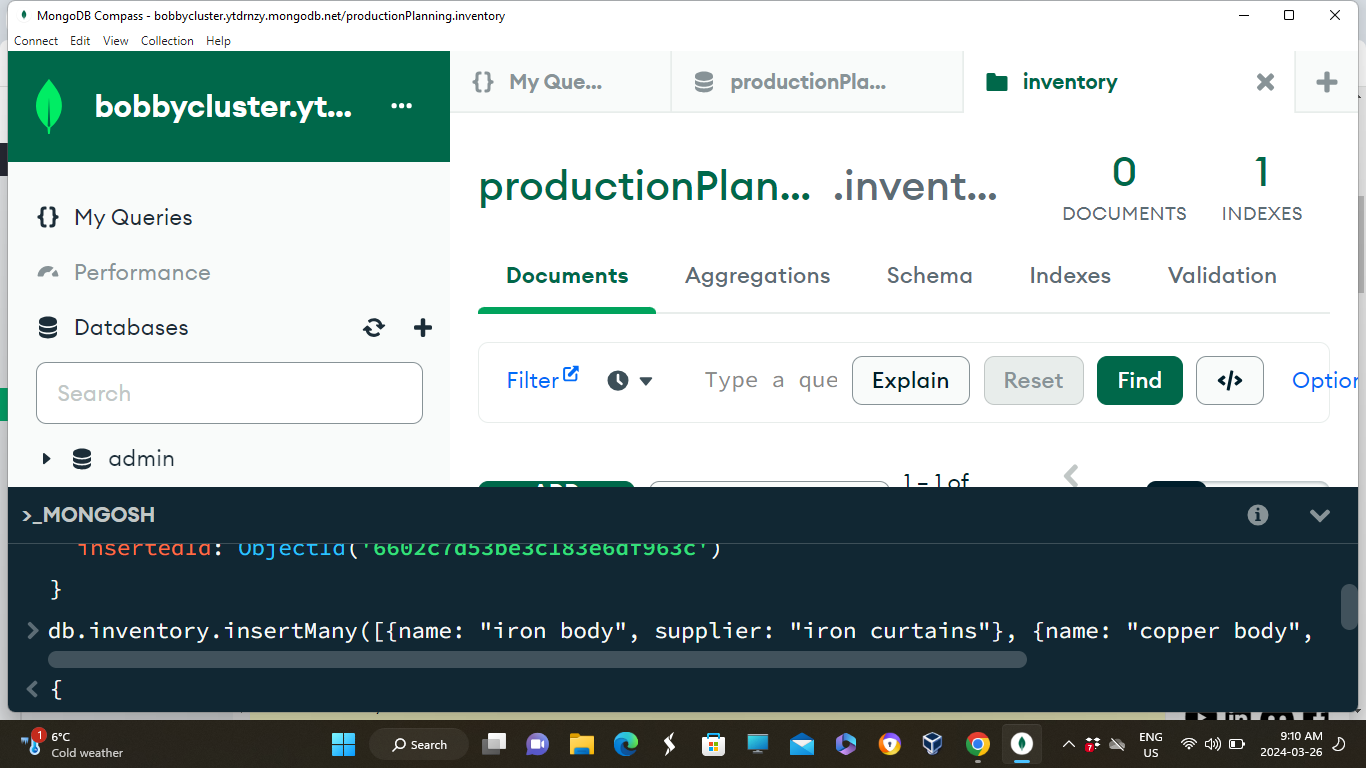 MongoDB Compass - bobbycluster.ytdrnzy.mongodb.net/productionPlanning.inventory
Connect Edit View Collection Help
bobbycluster.yt... ...
{} My Que... productionPla... inventory
productionPlan... .invent... 0 DOCUMENTS 1 INDEXES
{} My Queries
Performance
Databases
Search
admin
Documents Aggregations Schema Indexes Validation
Filter Type a que Explain Reset Find </> Option
ADD 1 – 1 of
>_MONGOSH
insertedId: ObjectId('6602c7d53be3c183e6df963c')
}
> db.inventory.insertMany([{name: "iron body", supplier: "iron curtains"}, {name: "copper body",
< {
1 6°C
Cold weather
Search
7
ENG
US
9:10 AM
2024-03-26